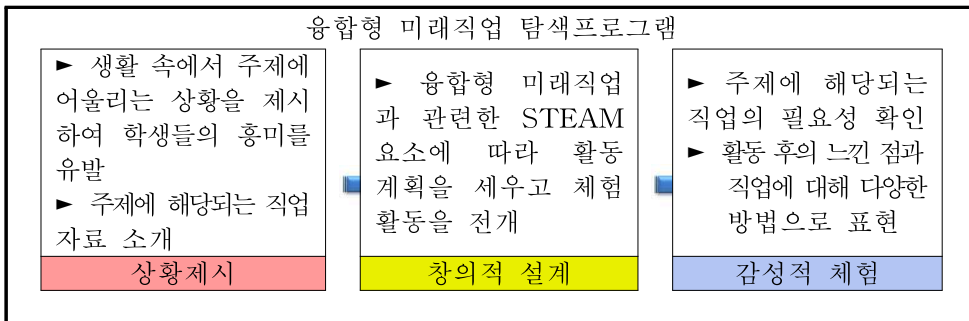 융합형 미래직업 탐색프로그램
► 생활 속에서 주제에
어울리는 상황을 제시
하여 학생들의 흥미를
유발
► 주제에 해당되는 직업
자료 소개
상황제시
► 융합형 미래직업
과 관련한 STEAM
요소에 따라 활동
계획을 세우고 체험
활동을 전개
창의적 설계
► 주제에 해당되는
직업의 필요성 확인
► 활동 후의 느낀 점과
직업에 대해 다양한
방법으로 표현
감성적 체험